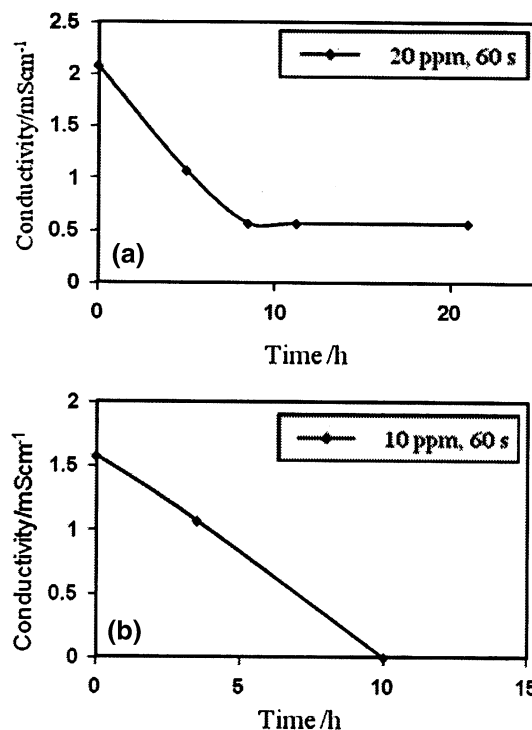 2.5
20 ppm, 60 s
2
1.5
1
0.5
0
Conductivity/mScm⁻¹
(a)
0 10 20
Time /h
2
10 ppm, 60 s
1.5
1
0.5
0
Conductivity/mScm⁻¹
(b)
0 5 10 15
Time /h